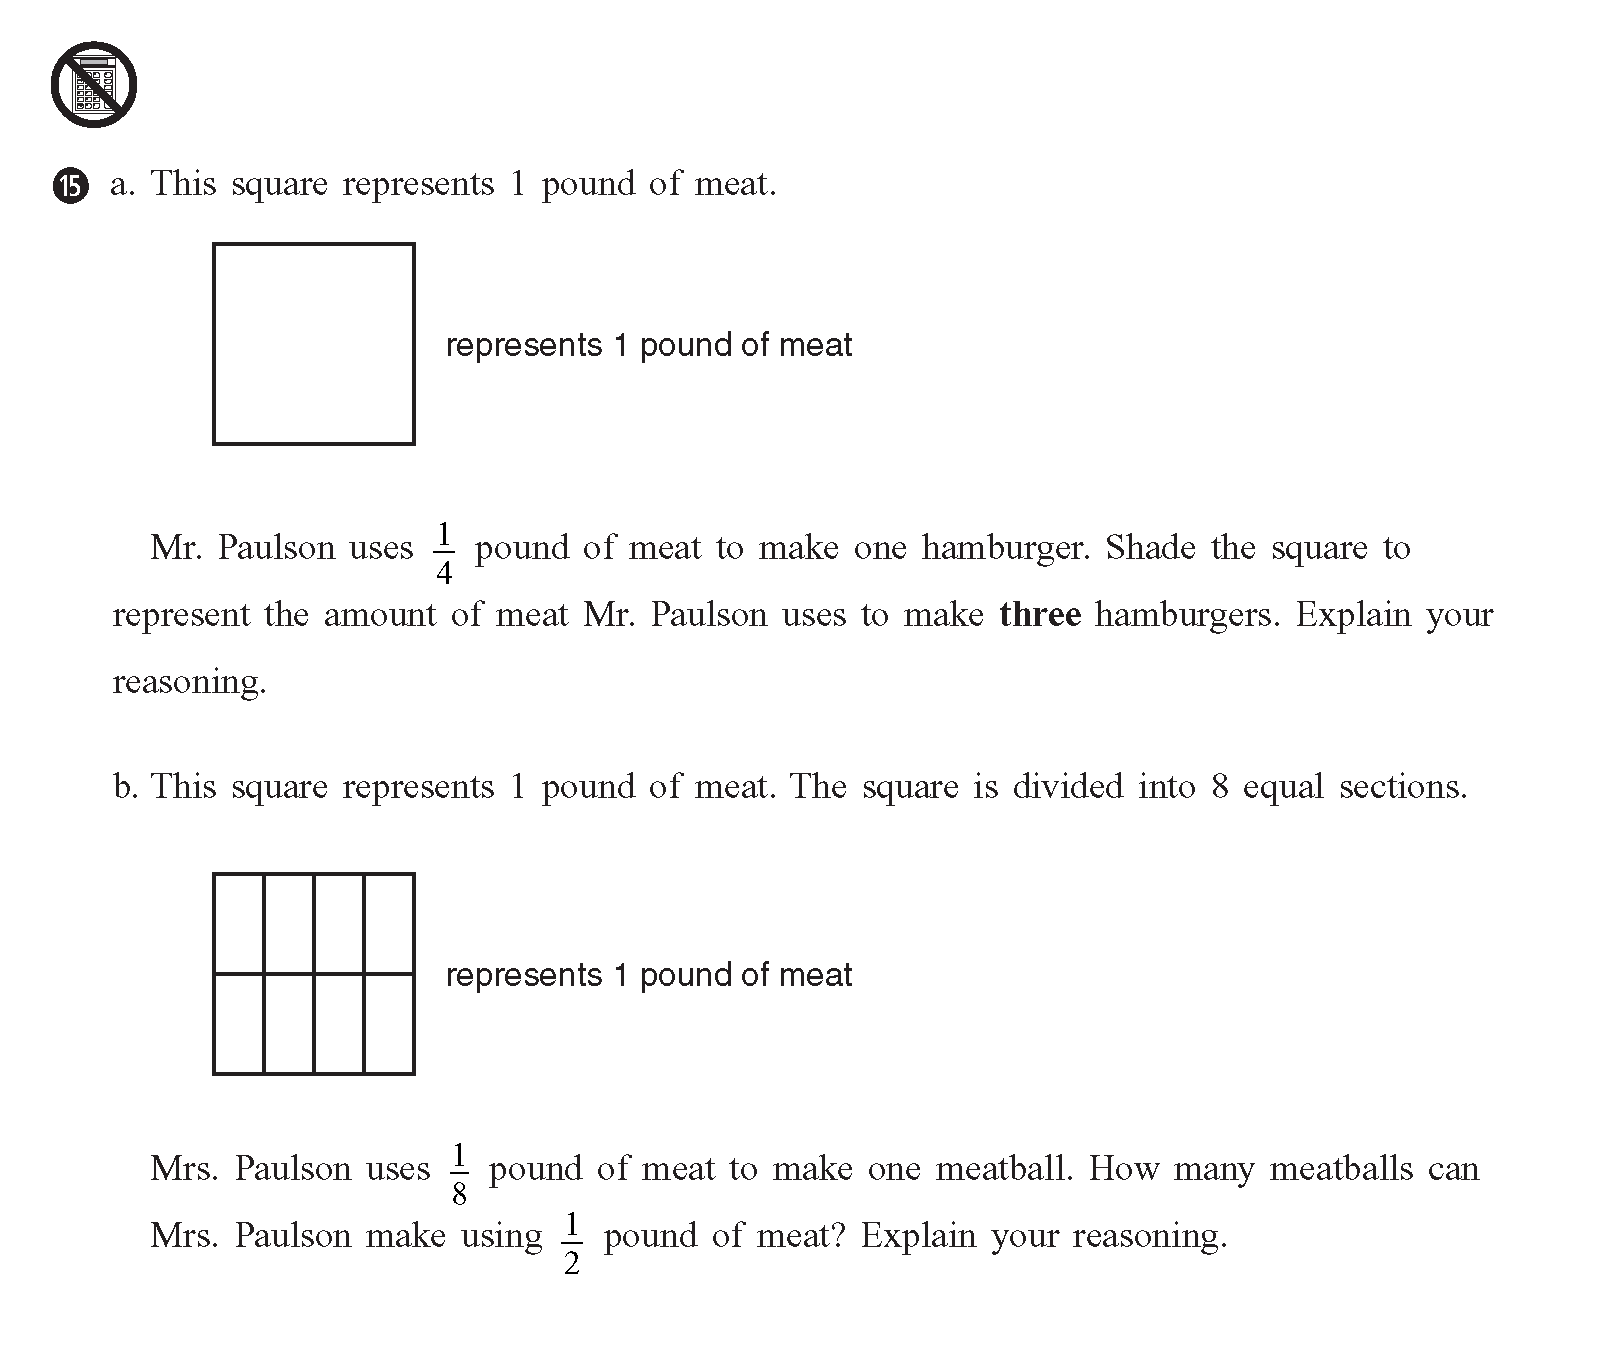 15 a. This square represents 1 pound of meat.
represents 1 pound of meat
Mr. Paulson uses 1/4 pound of meat to make one hamburger. Shade the square to
represent the amount of meat Mr. Paulson uses to make three hamburgers. Explain your
reasoning.
b. This square represents 1 pound of meat. The square is divided into 8 equal sections.
represents 1 pound of meat
Mrs. Paulson uses 1/8 pound of meat to make one meatball. How many meatballs can
Mrs. Paulson make using 1/2 pound of meat? Explain your reasoning.